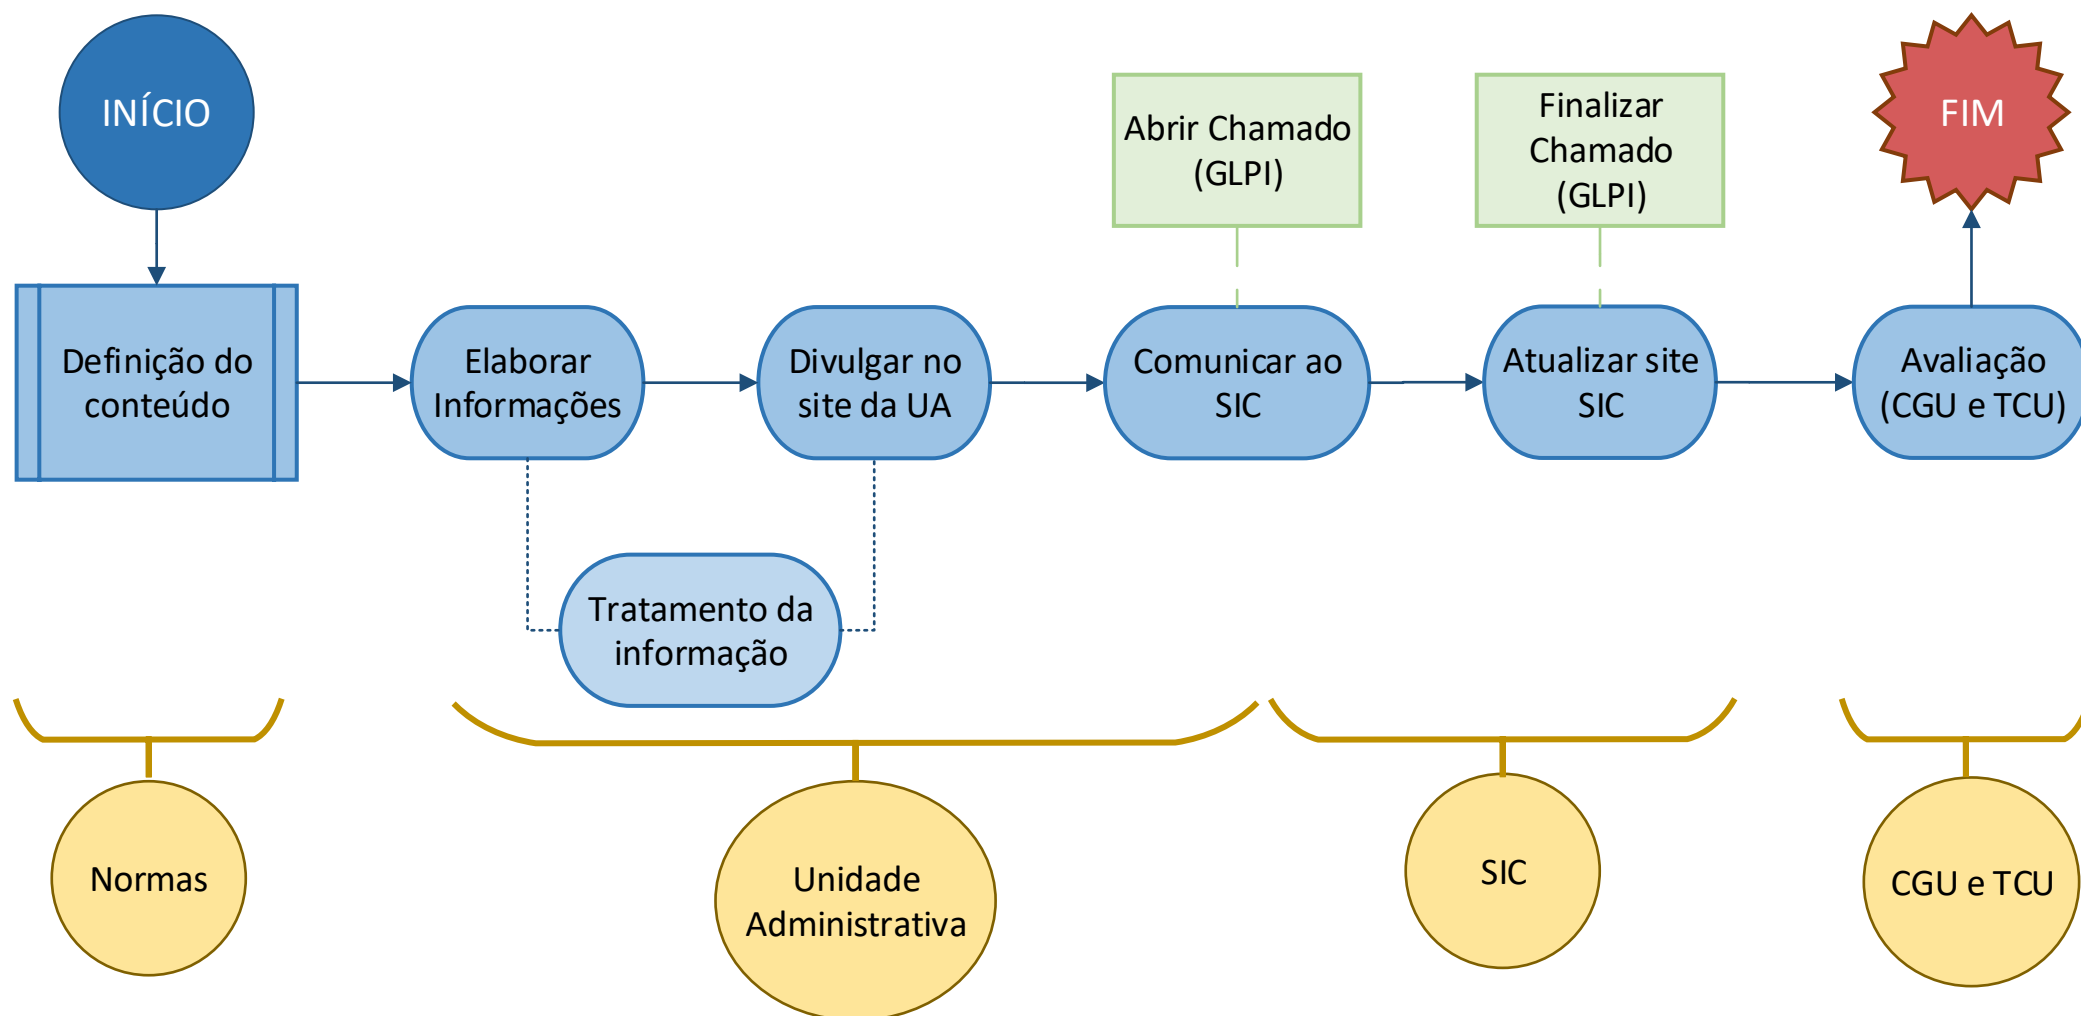 INÍCIO
Abrir Chamado
(GLPI)
Finalizar
Chamado
(GLPI)
FIM
Definição do
conteúdo
Elaborar
Informações
Divulgar no
site da UA
Comunicar ao
SIC
Atualizar site
SIC
Avaliação
(CGU e TCU)
Tratamento da
informação
Normas
Unidade
Administrativa
SIC
CGU e TCU